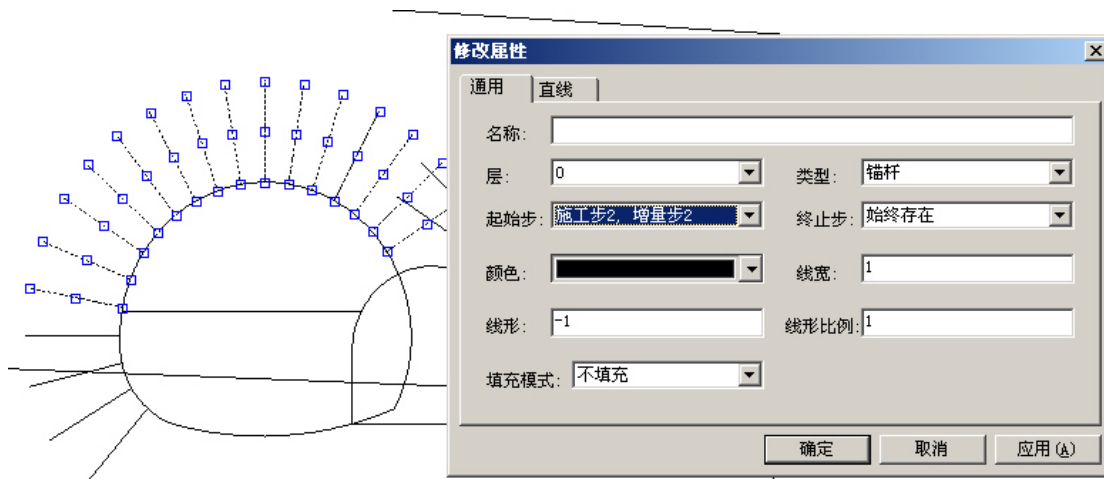 修改属性
通用 直线
名称:
层: 0 类型: 锚杆
起始步: 施工步2, 增量步2 终止步: 始终存在
颜色: 线宽: 1
线形: -1 线形比例: 1
填充模式: 不填充
确定 取消 应用(A)